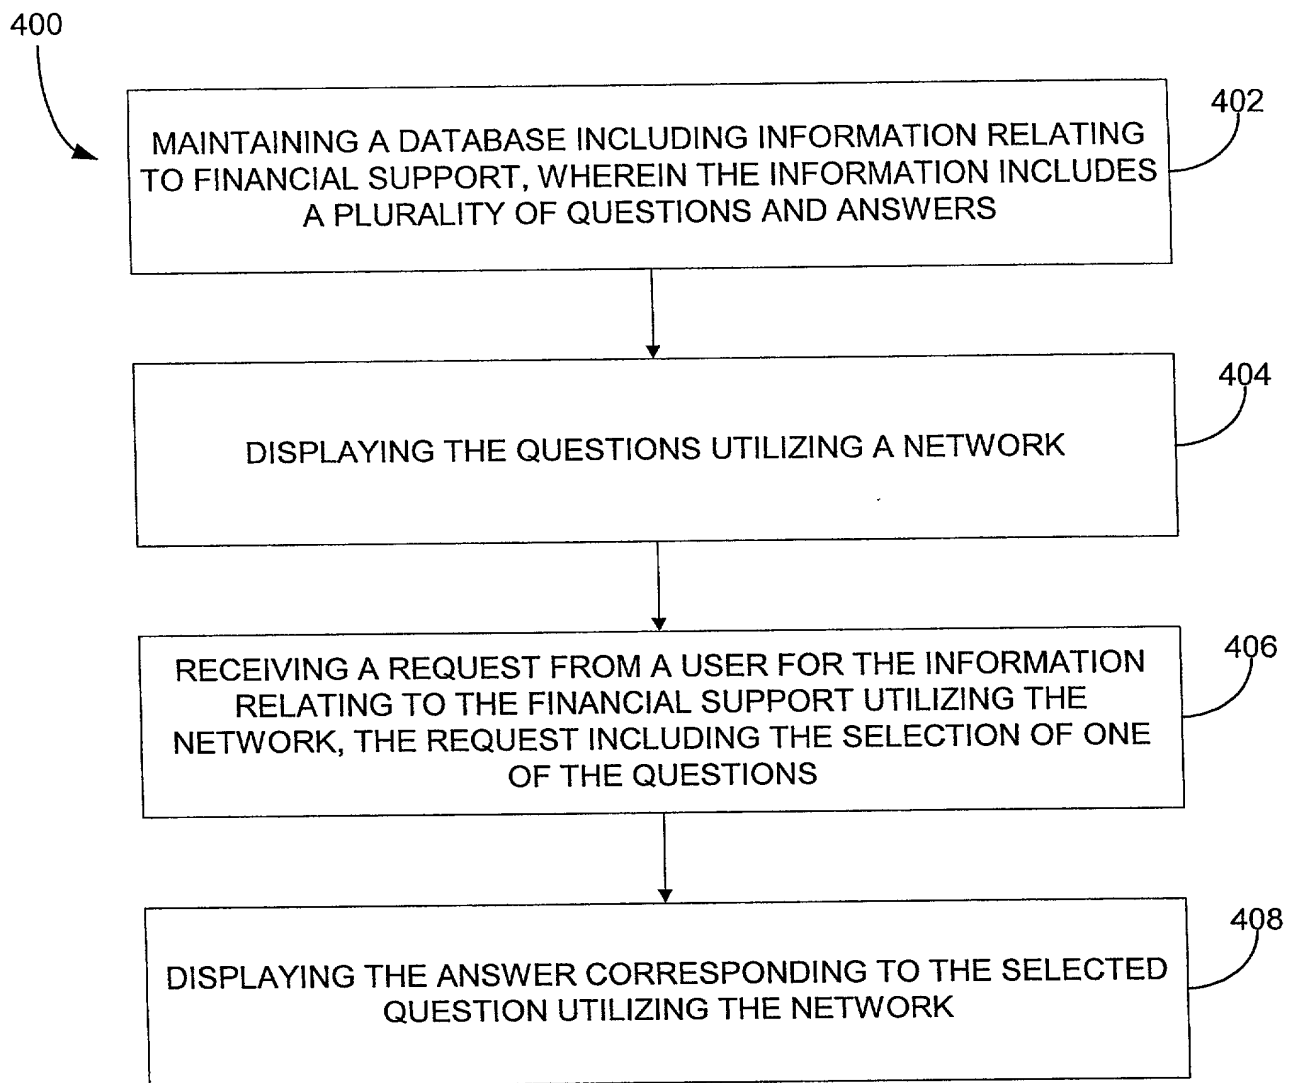 400
402
MAINTAINING A DATABASE INCLUDING INFORMATION RELATING
TO FINANCIAL SUPPORT, WHEREIN THE INFORMATION INCLUDES
A PLURALITY OF QUESTIONS AND ANSWERS
404
DISPLAYING THE QUESTIONS UTILIZING A NETWORK
406
RECEIVING A REQUEST FROM A USER FOR THE INFORMATION
RELATING TO THE FINANCIAL SUPPORT UTILIZING THE
NETWORK, THE REQUEST INCLUDING THE SELECTION OF ONE
OF THE QUESTIONS
408
DISPLAYING THE ANSWER CORRESPONDING TO THE SELECTED
QUESTION UTILIZING THE NETWORK